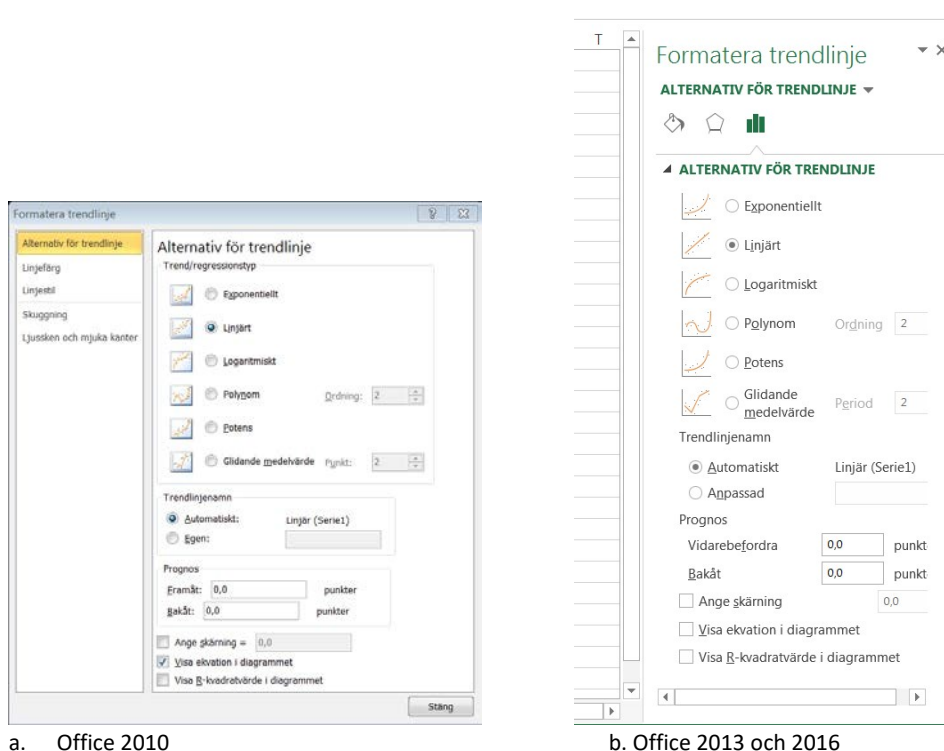 Formatera trendlinje
Alternativ för trendlinje
Linjefärg
Linjestil
Skuggning
Ljussken och mjuka kanter
Alternativ för trendlinje
Trend/regressionstyp
Exponentiellt
Linjärt
Logaritmiskt
Polynom Ordning: 2
Potens
Glidande medelvärde Punkt: 2
Trendlinjenamn
Automatiskt: Linjär (Serie1)
Egen:
Prognos
Framåt: 0,0 punkter
Bakåt: 0,0 punkter
Ange skärning = 0,0
Visa ekvation i diagrammet
Visa R-kvadratvärde i diagrammet
Stäng
a. Office 2010
T
Formatera trendlinje
ALTERNATIV FÖR TRENDLINJE
ALTERNATIV FÖR TRENDLINJE
Exponentiellt
Linjärt
Logaritmiskt
Polynom Ordning 2
Potens
Glidande
medelvärde Period 2
Trendlinjenamn
Automatiskt Linjär (Serie1)
Anpassad
Prognos
Vidarebefordra 0,0 punkt
Bakåt 0,0 punkt
Ange skärning 0,0
Visa ekvation i diagrammet
Visa R-kvadratvärde i diagrammet
b. Office 2013 och 2016